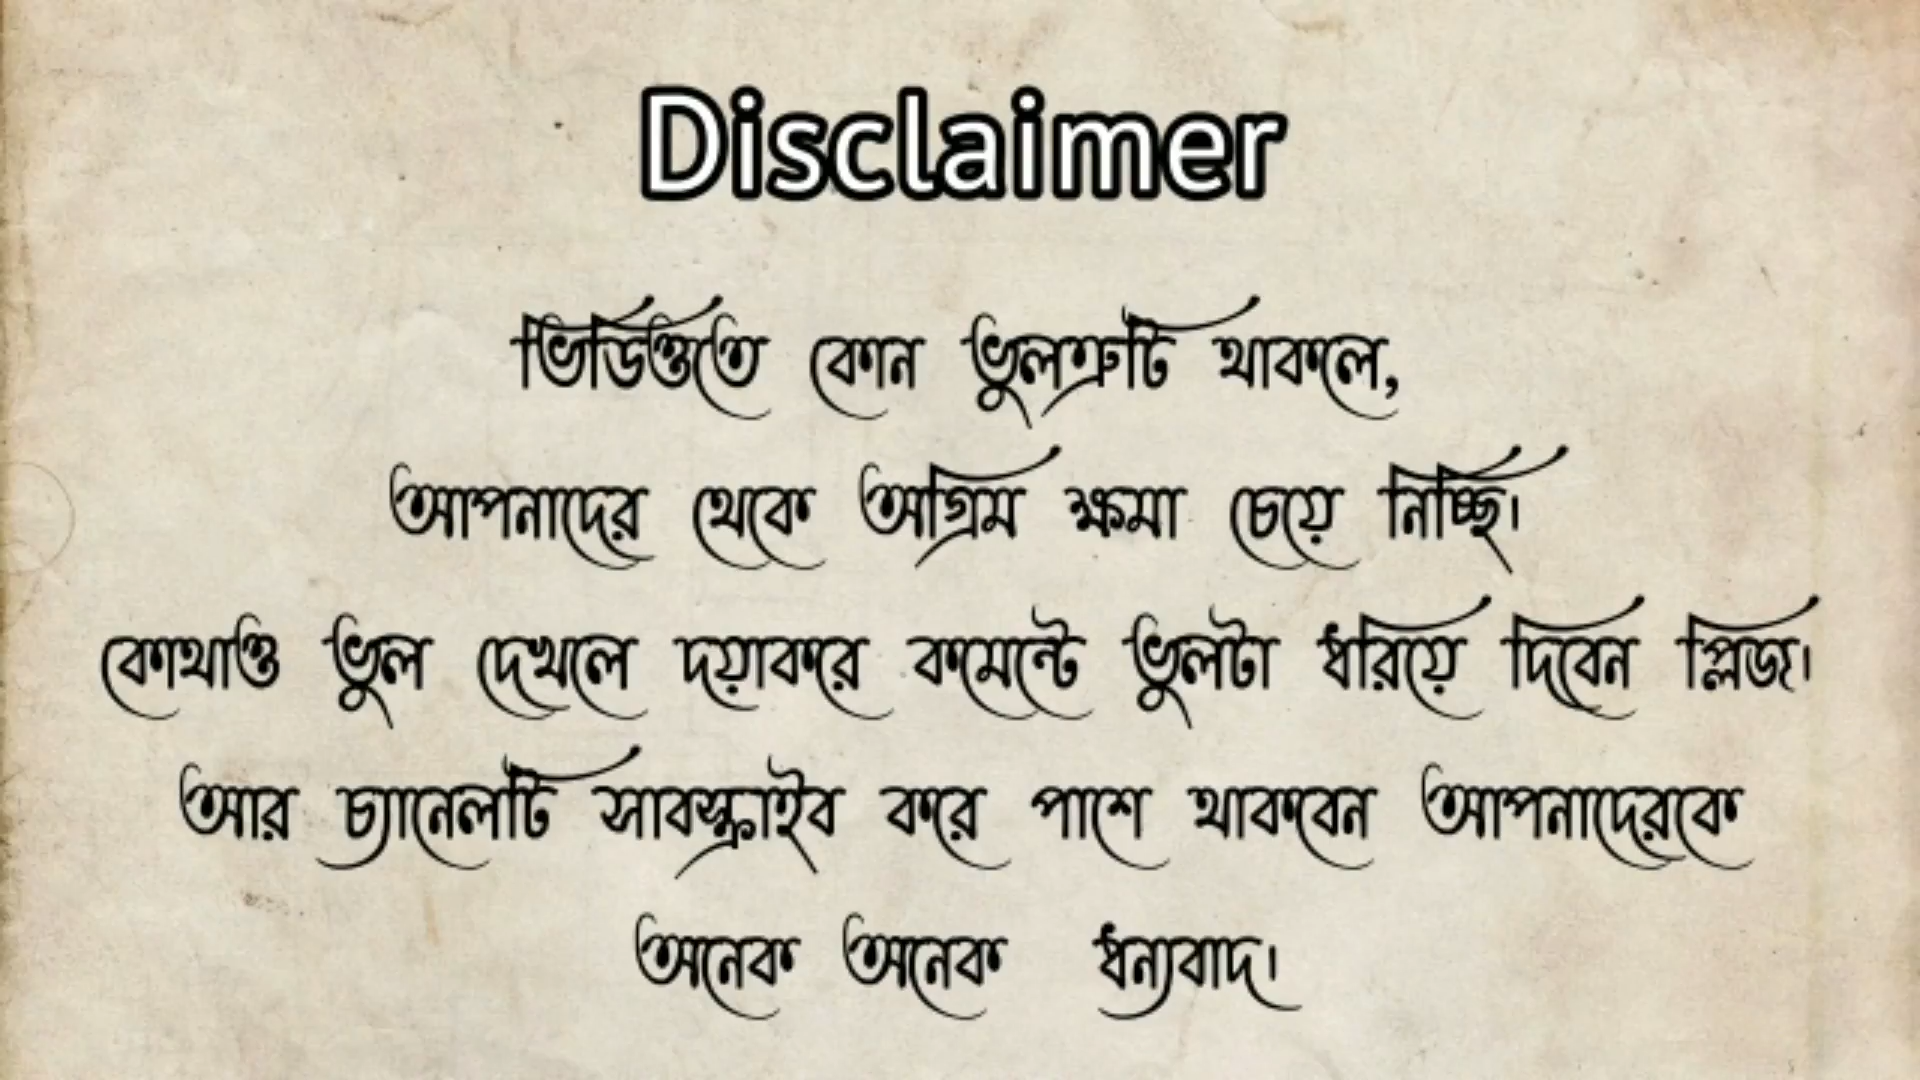 Disclaimer
ভিডিওতে কোন ভুলত্রুটি থাকলে,
আপনাদের থেকে অগ্রিম ক্ষমা চেয়ে নিচ্ছি।
কোথাও ভুল দেখলে দয়াকরে কমেন্টে ভুলটা ধরিয়ে দিবেন প্লিজ।
আর চ্যানেলটি সাবস্ক্রাইব করে পাশে থাকবেন আপনাদেরকে
অনেক অনেক ধন্যবাদ।